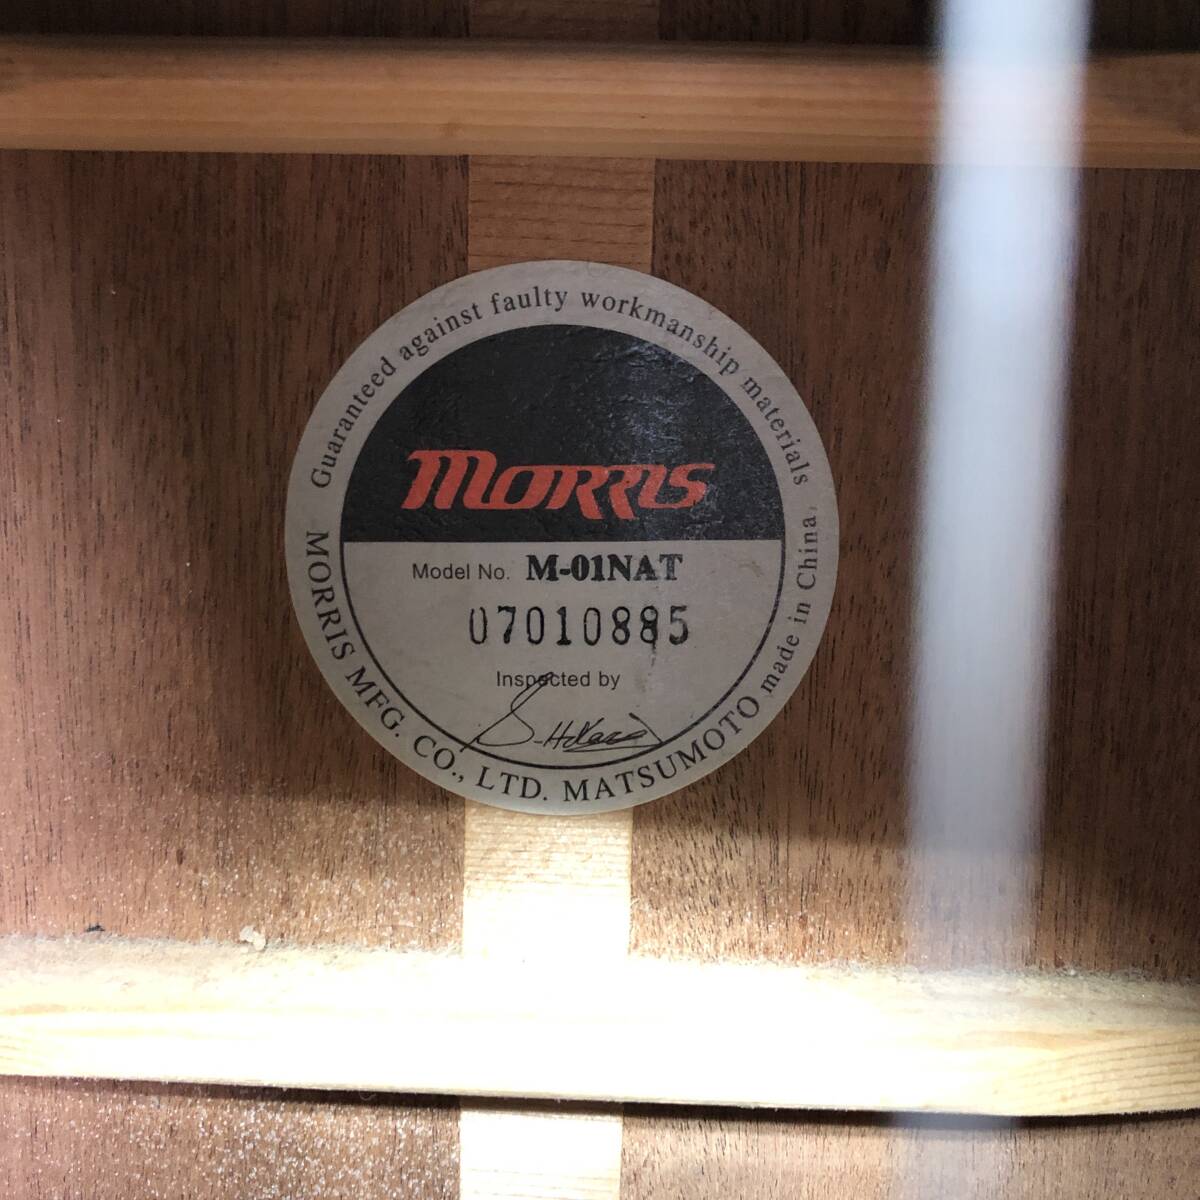 Guaranteed against faulty workmanship materials
MORRIS
Model No. M-01NAT
07010885
Inspected by
MORRIS MFG. CO., LTD. MATSUMOTO made in China